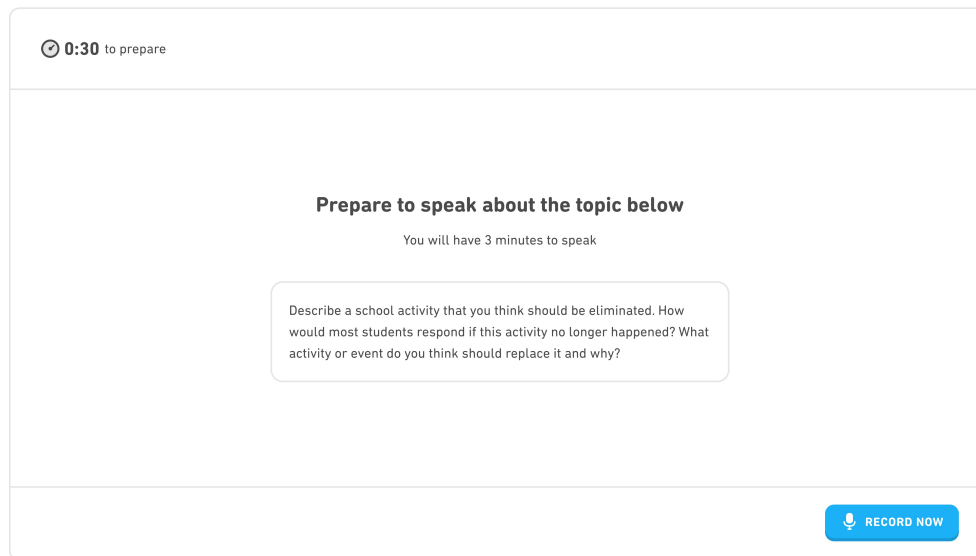 0:30 to prepare
Prepare to speak about the topic below
You will have 3 minutes to speak
Describe a school activity that you think should be eliminated. How
would most students respond if this activity no longer happened? What
activity or event do you think should replace it and why?
RECORD NOW